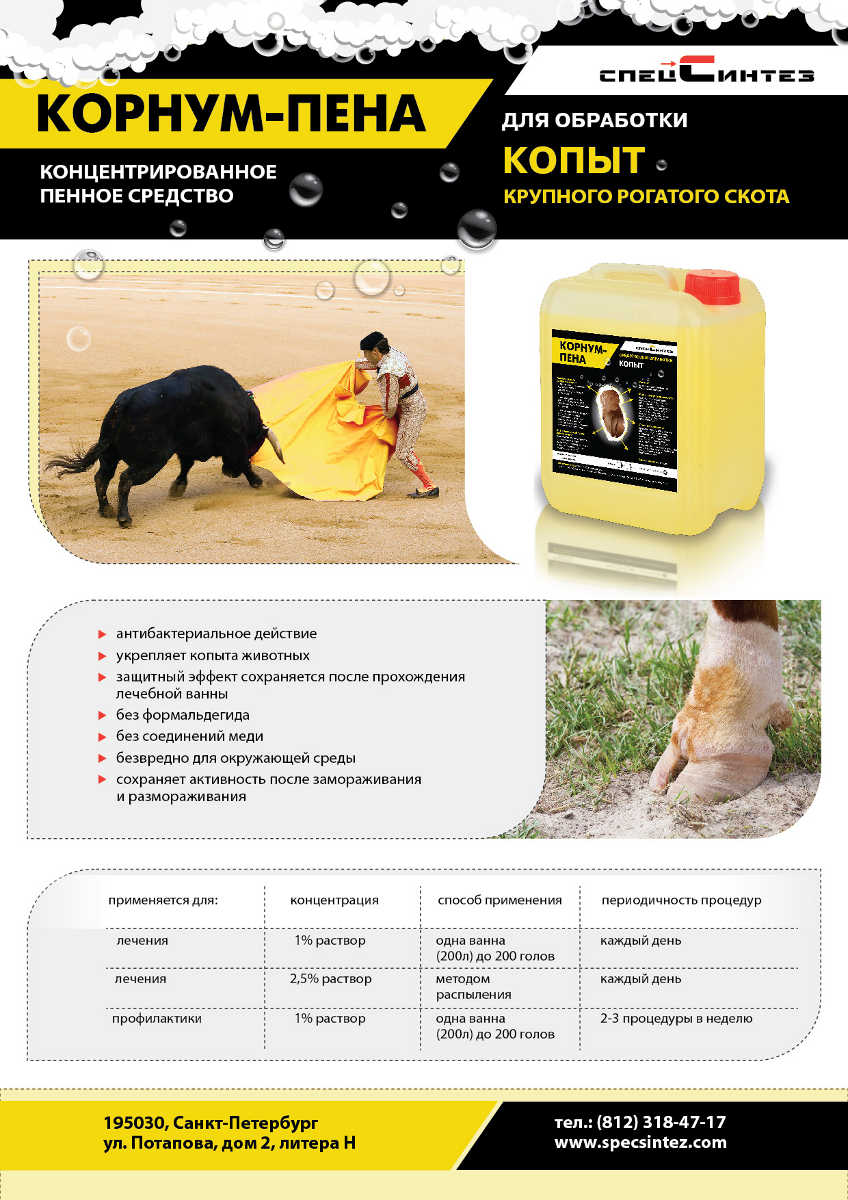 СПЕЦСИНТЕЗ
КОРНУМ-ПЕНА
КОНЦЕНТРИРОВАННОЕ
ПЕННОЕ СРЕДСТВО
ДЛЯ ОБРАБОТКИ
КОПЫТ
КРУПНОГО РОГАТОГО СКОТА
КОРНУМ-
ПЕНА
КОПЫТ
антибактериальное действие
укрепляет копыта животных
защитный эффект сохраняется после прохождения
лечебной ванны
без формальдегида
без соединений меди
безвредно для окружающей среды
сохраняет активность после замораживания
и размораживания
применяется для: концентрация способ применения периодичность процедур
лечения 1% раствор одна ванна каждый день
(200л) до 200 голов
лечения 2,5% раствор методом каждый день
распыления
профилактики 1% раствор одна ванна 2-3 процедуры в неделю
(200л) до 200 голов
195030, Санкт-Петербург
ул. Потапова, дом 2, литера Н
тел.: (812) 318-47-17
www.specsintez.com